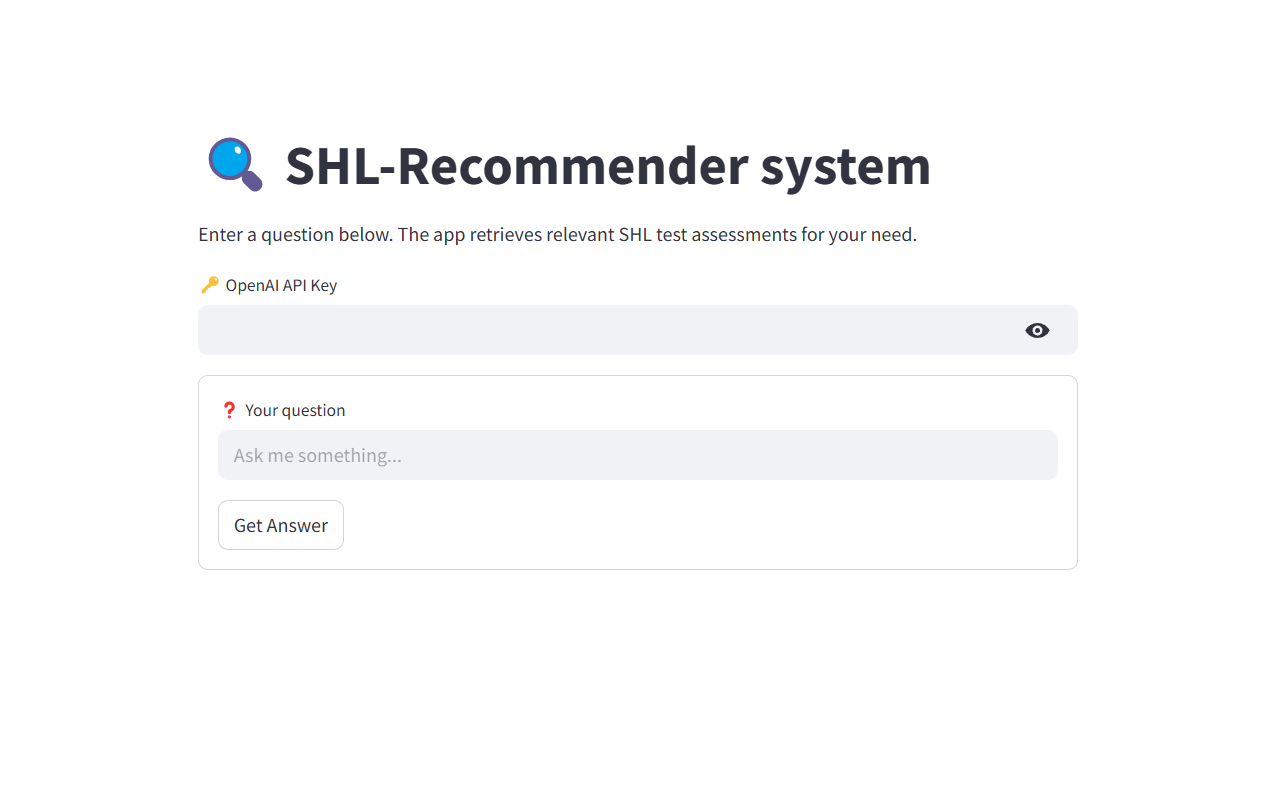 SHL-Recommender system
Enter a question below. The app retrieves relevant SHL test assessments for your need.
OpenAI API Key
Your question
Ask me something...
Get Answer